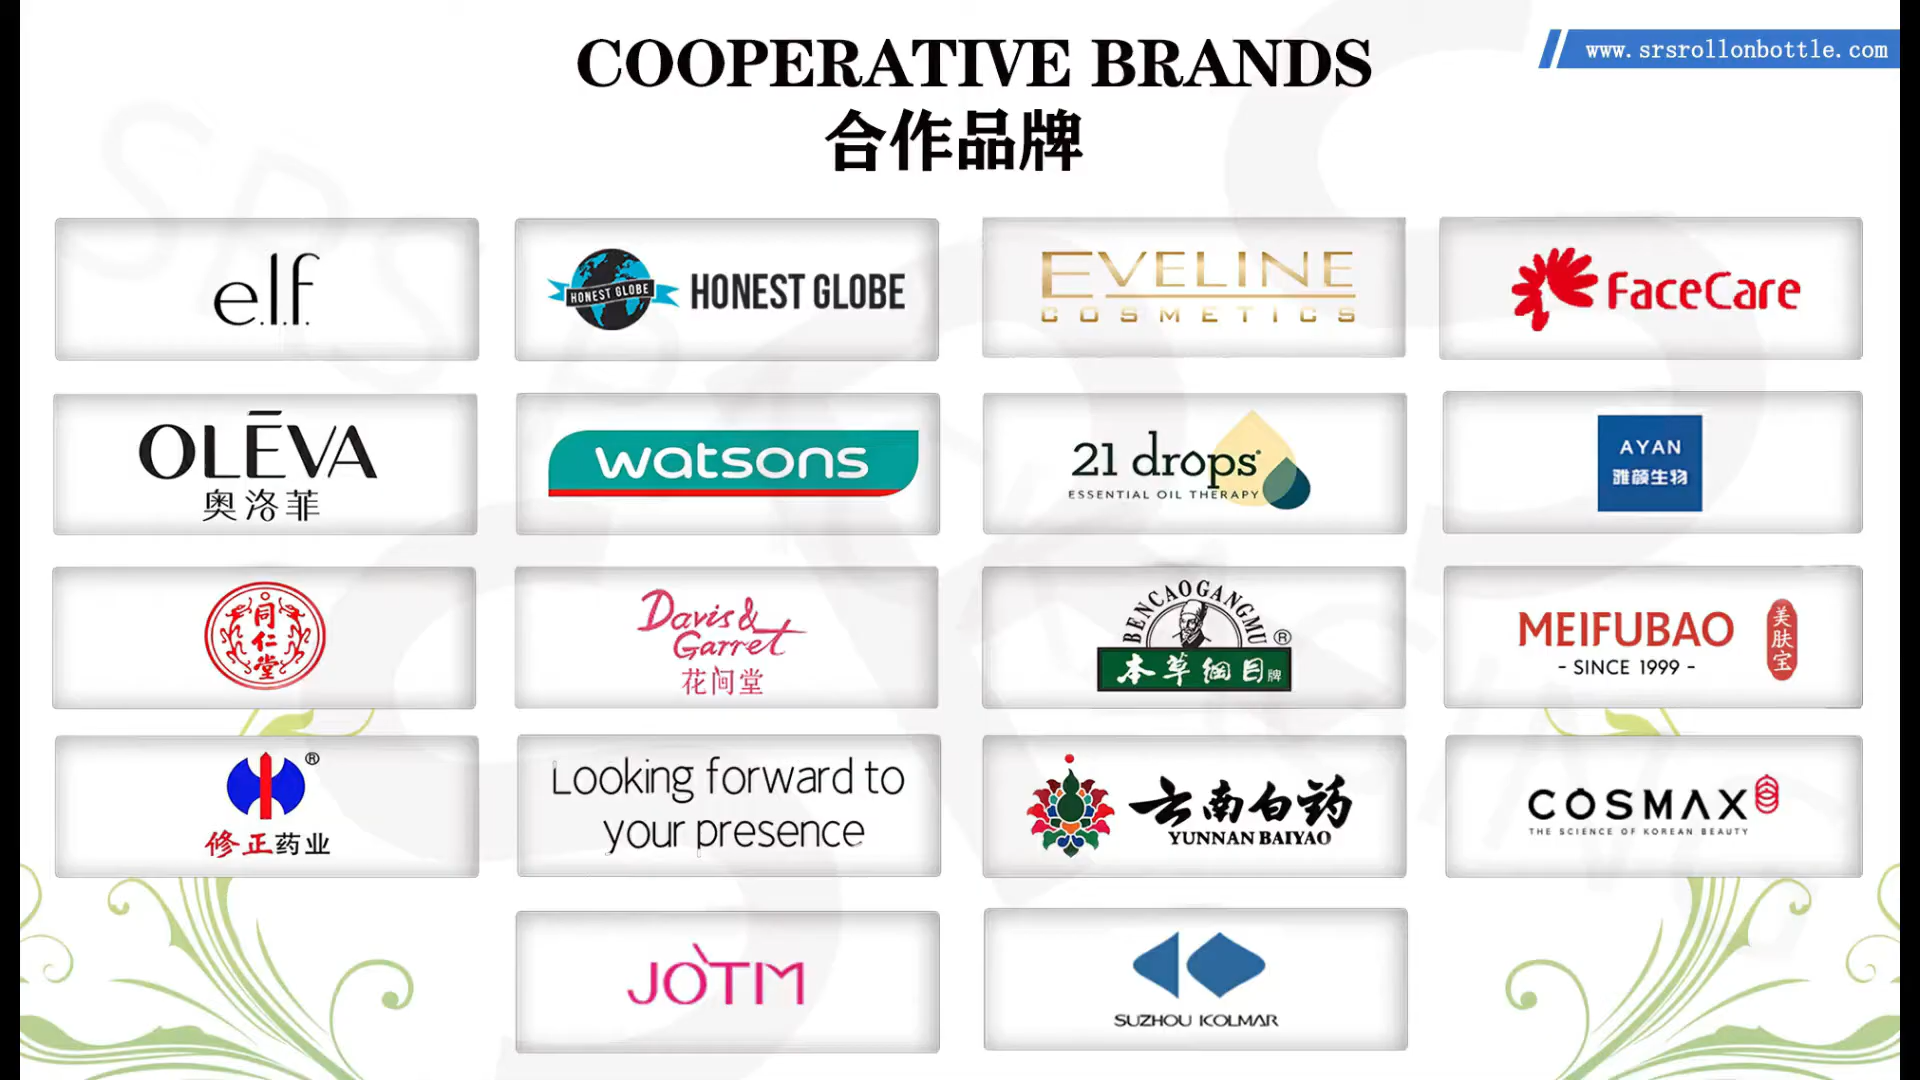 COOPERATIVE BRANDS
www.srsrollonbottle.com
合作品牌
e.l.f.
HONEST GLOBE
HONEST GLOBE
EVELINE
COSMETICS
FaceCare
OLĒVA
奥洛菲
watsons
21 drops
ESSENTIAL OIL THERAPY
AYAN
雅颜生物
同仁堂
Davis &
Garret
花间堂
BENCAOGANGMU
®
本草纲目牌
MEIFUBAO
- SINCE 1999 -
美肤宝
®
修正药业
Looking forward to
your presence
云南白药
YUNNAN BAIYAO
COSMAX
THE SCIENCE OF KOREAN BEAUTY
JOTM
SUZHOU KOLMAR